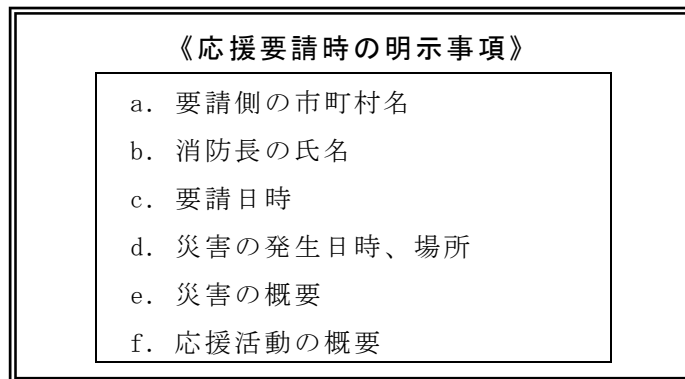 《応援要請時の明示事項》
a. 要請側の市町村名
b. 消防長の氏名
c. 要請日時
d. 災害の発生日時、場所
e. 災害の概要
f. 応援活動の概要